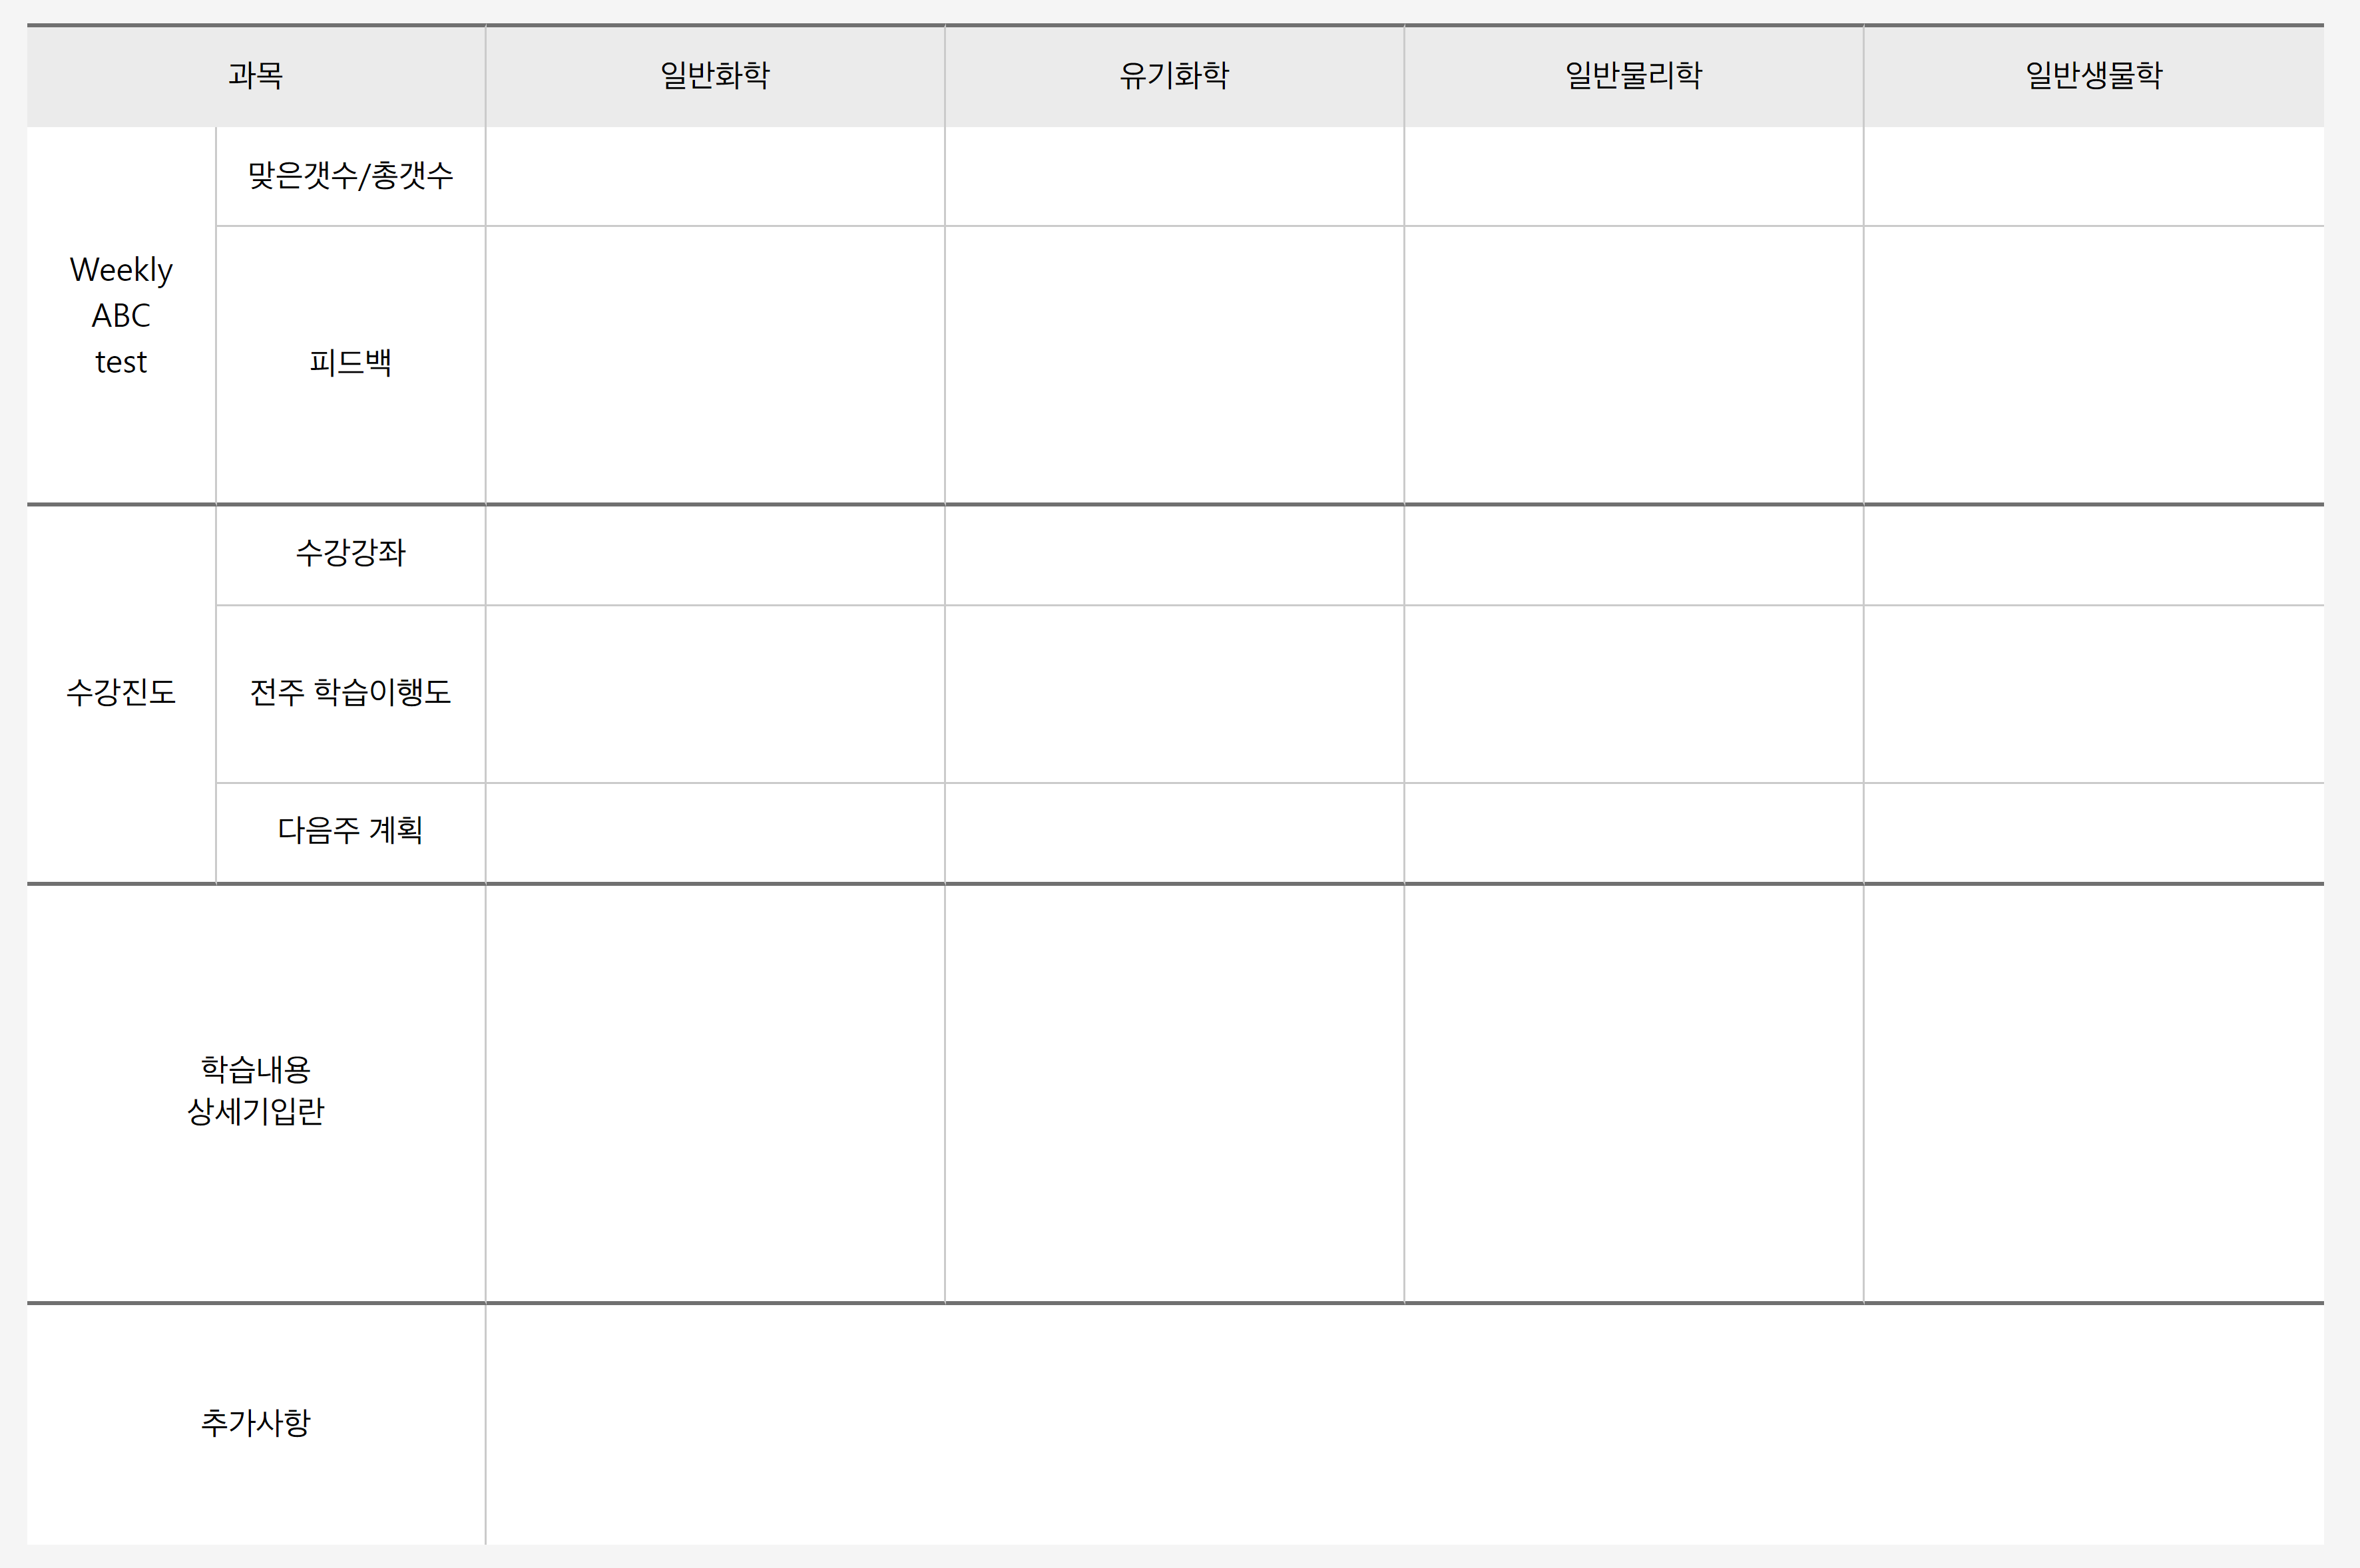 과목 일반화학 유기화학 일반물리학 일반생물학
Weekly
ABC
test
맞은갯수/총갯수
피드백
수강진도
수강강좌
전주 학습이행도
다음주 계획
학습내용
상세기입란
추가사항